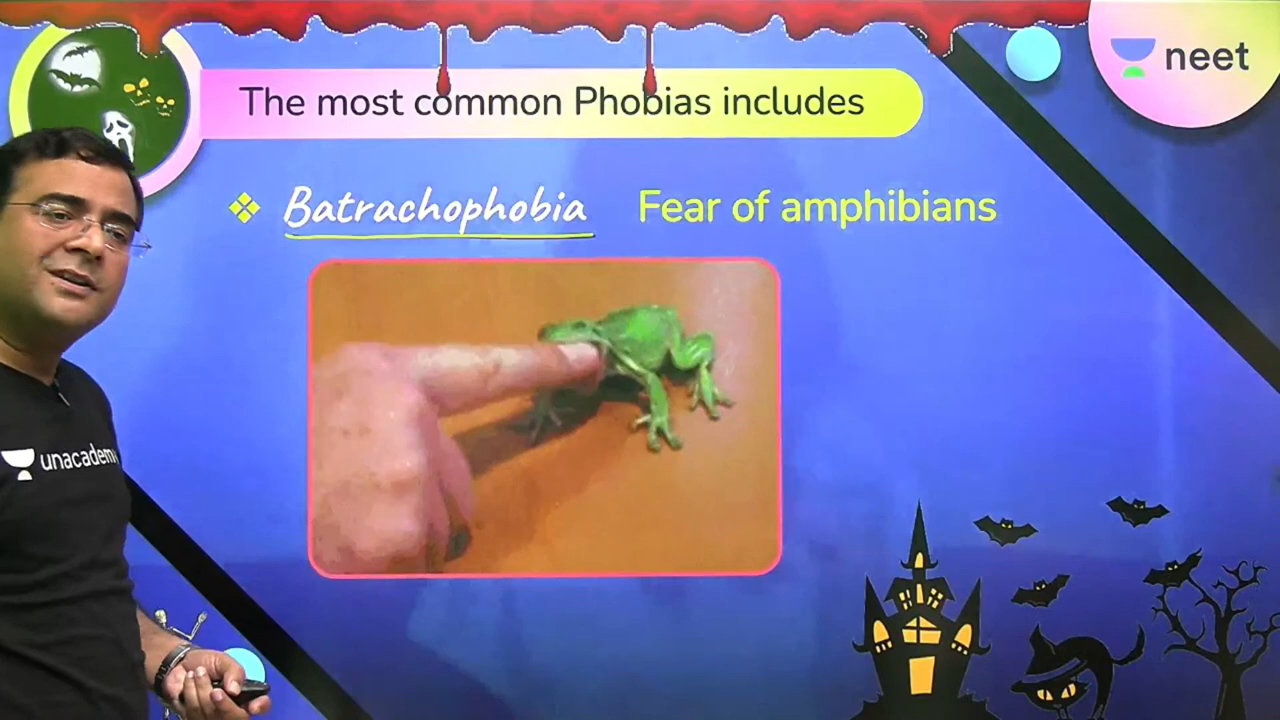 neet
The most common Phobias includes
Batrachophobia Fear of amphibians
unacademy